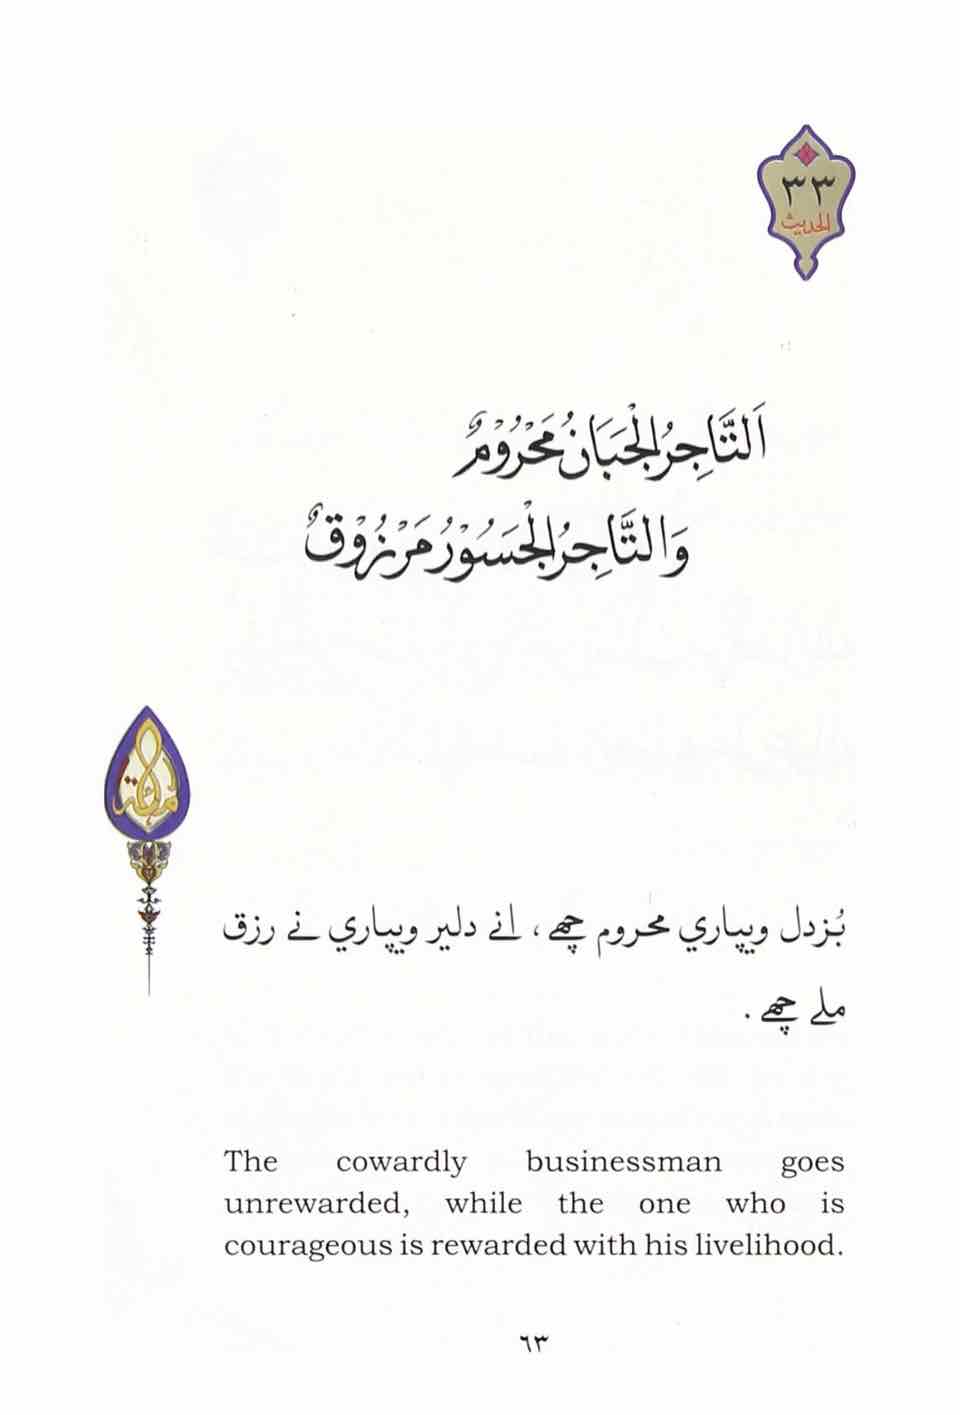 ٣٣
الحديث
اَلتَّاجِرُ الْجَبَانُ مَحْرُوْمٌ
وَالتَّاجِرُ الْجَسُوْرُ مَرْزُوْقٌ
بُزدل ويپاري محروم چھے، انے دلير ويپاري نے رزق
ملے چھے .
The cowardly businessman goes
unrewarded, while the one who is
courageous is rewarded with his livelihood.
٦٣